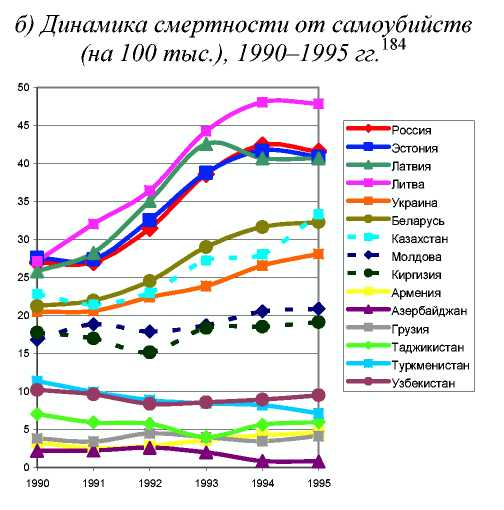 б) Динамика смертности от самоубийств
(на 100 тыс.), 1990–1995 гг.184
50
45
40
35
30
25
20
15
10
5
0
1990 1991 1992 1993 1994 1995
Россия
Эстония
Латвия
Литва
Украина
Беларусь
Казахстан
Молдова
Киргизия
Армения
Азербайджан
Грузия
Таджикистан
Туркменистан
Узбекистан